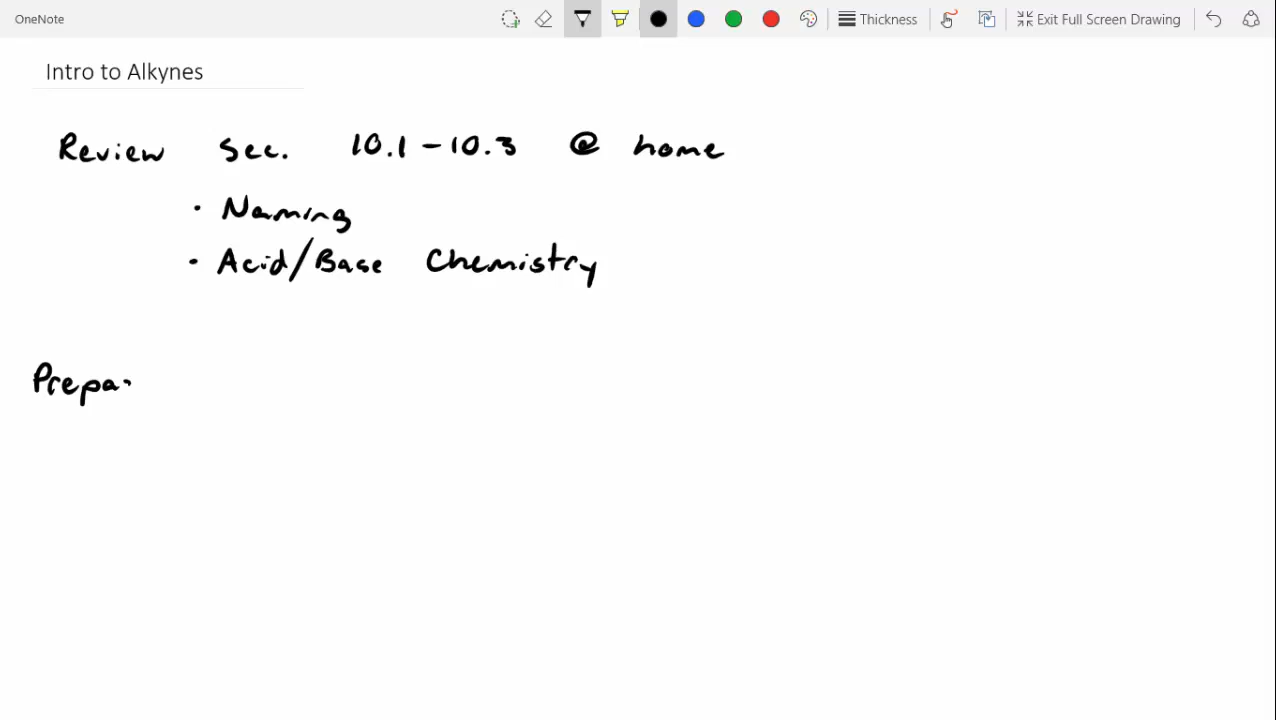 OneNote
Thickness
Exit Full Screen Drawing
Intro to Alkynes
Review Sec. 10.1-10.3 @ home
• Naming
• Acid/Base Chemistry
Prepar